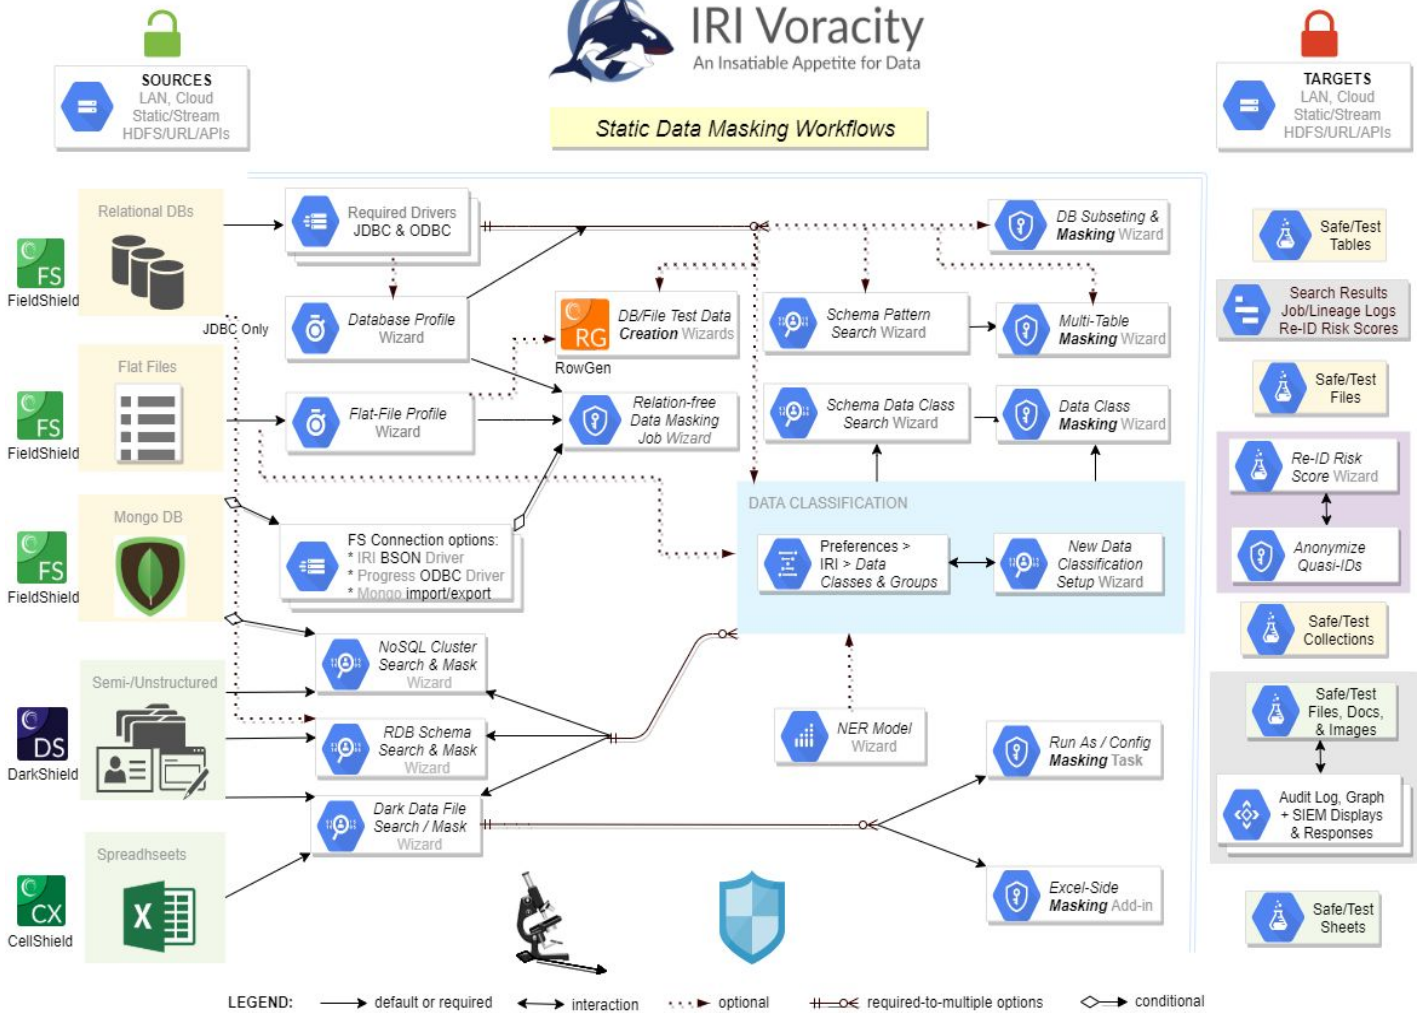 IRI Voracity
An Insatiable Appetite for Data
SOURCES
LAN, Cloud
Static/Stream
HDFS/URL/APIs
TARGETS
LAN, Cloud
Static/Stream
HDFS/URL/APIs
Static Data Masking Workflows
Relational DBs
FS
FieldShield
JDBC Only
Required Drivers
JDBC & ODBC
Database Profile
Wizard
RG
RowGen
DB/File Test Data
Creation Wizards
Schema Pattern
Search Wizard
DB Subseting &
Masking Wizard
Multi-Table
Masking Wizard
Safe/Test
Tables
Search Results
Job/Lineage Logs
Re-ID Risk Scores
Flat Files
FS
FieldShield
Flat-File Profile
Wizard
Relation-free
Data Masking
Job Wizard
Schema Data Class
Search Wizard
Data Class
Masking Wizard
Safe/Test
Files
Re-ID Risk
Score Wizard
Anonymize
Quasi-IDs
Mongo DB
FS
FieldShield
FS Connection options:
* IRI BSON Driver
* Progress ODBC Driver
* Mongo import/export
DATA CLASSIFICATION
Preferences >
IRI > Data
Classes & Groups
New Data
Classification
Setup Wizard
Safe/Test
Collections
Semi-/Unstructured
DS
DarkShield
NoSQL Cluster
Search & Mask
Wizard
RDB Schema
Search & Mask
Wizard
Dark Data File
Search / Mask
Wizard
NER Model
Wizard
Run As / Config
Masking Task
Safe/Test
Files, Docs,
& Images
Audit Log, Graph
+ SIEM Displays
& Responses
Spreadhseets
CX
CellShield
X
Excel-Side
Masking Add-in
Safe/Test
Sheets
LEGEND:
default or required
interaction
optional
required-to-multiple options
conditional